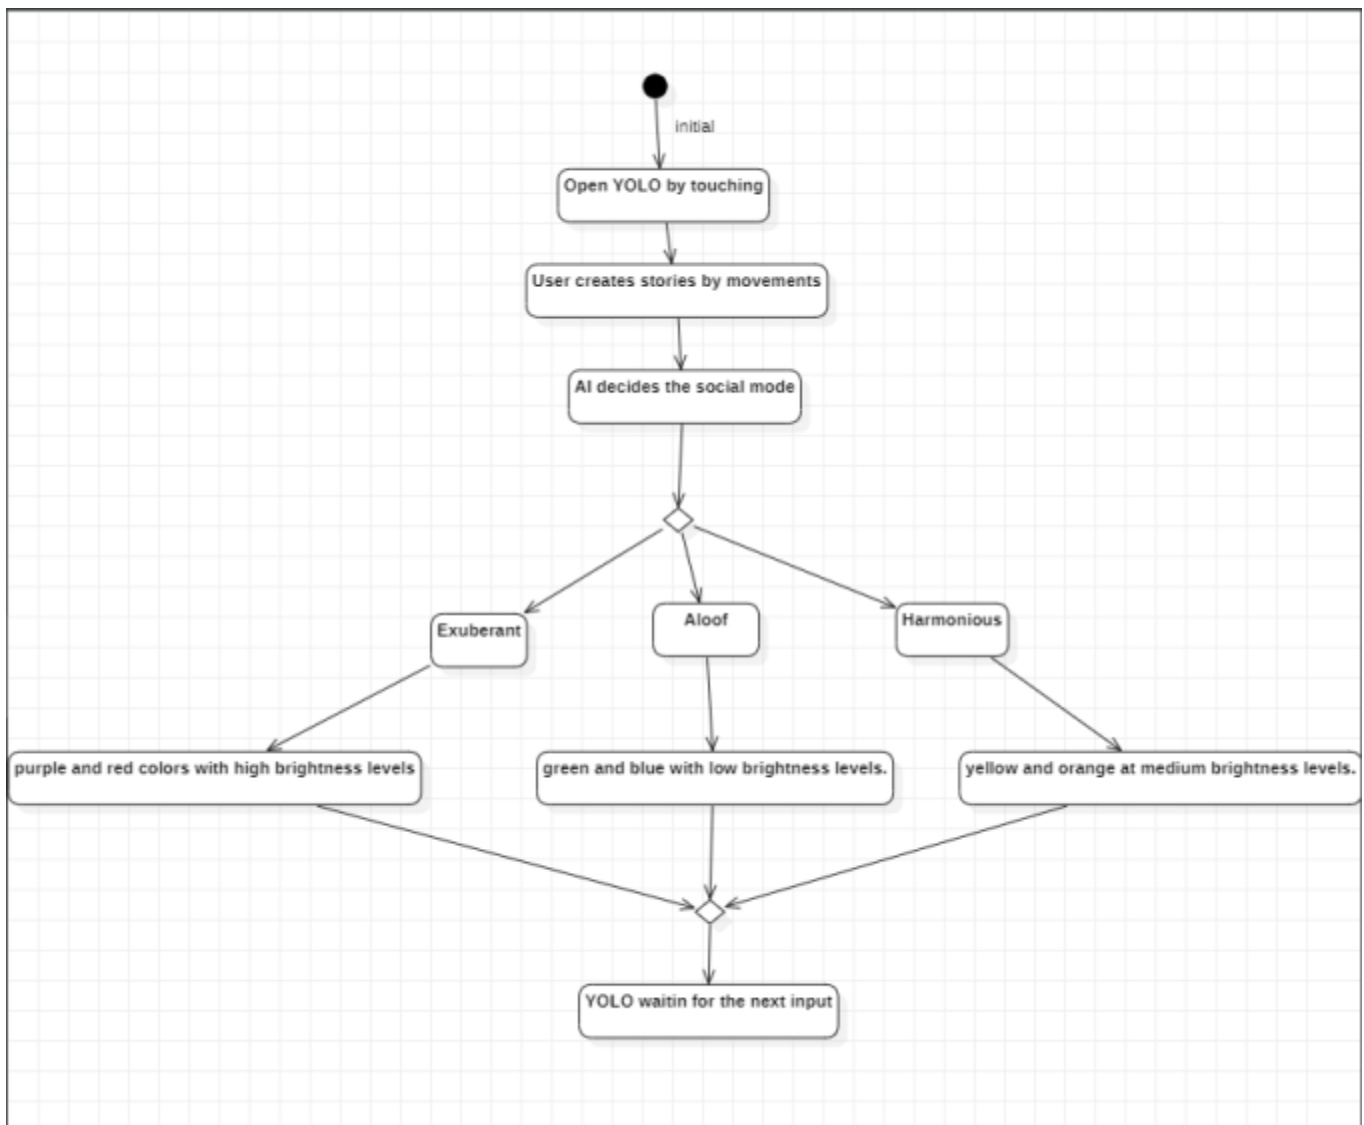 initial
Open YOLO by touching
User creates stories by movements
AI decides the social mode
Exuberant
Aloof
Harmonious
purple and red colors with high brightness levels
green and blue with low brightness levels.
yellow and orange at medium brightness levels.
YOLO waitin for the next input